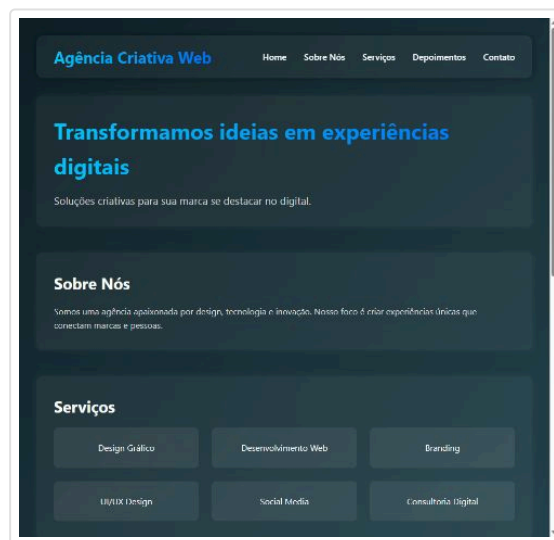 Agência Criativa Web
Home Sobre Nós Serviços Depoimentos Contato
Transformamos ideias em experiências
digitais
Soluções criativas para sua marca se destacar no digital.
Sobre Nós
Somos uma agência apaixonada por design, tecnologia e inovação. Nosso foco é criar experiências únicas que
conectam marcas e pessoas.
Serviços
Design Gráfico Desenvolvimento Web Branding
UI/UX Design Social Media Consultoria Digital